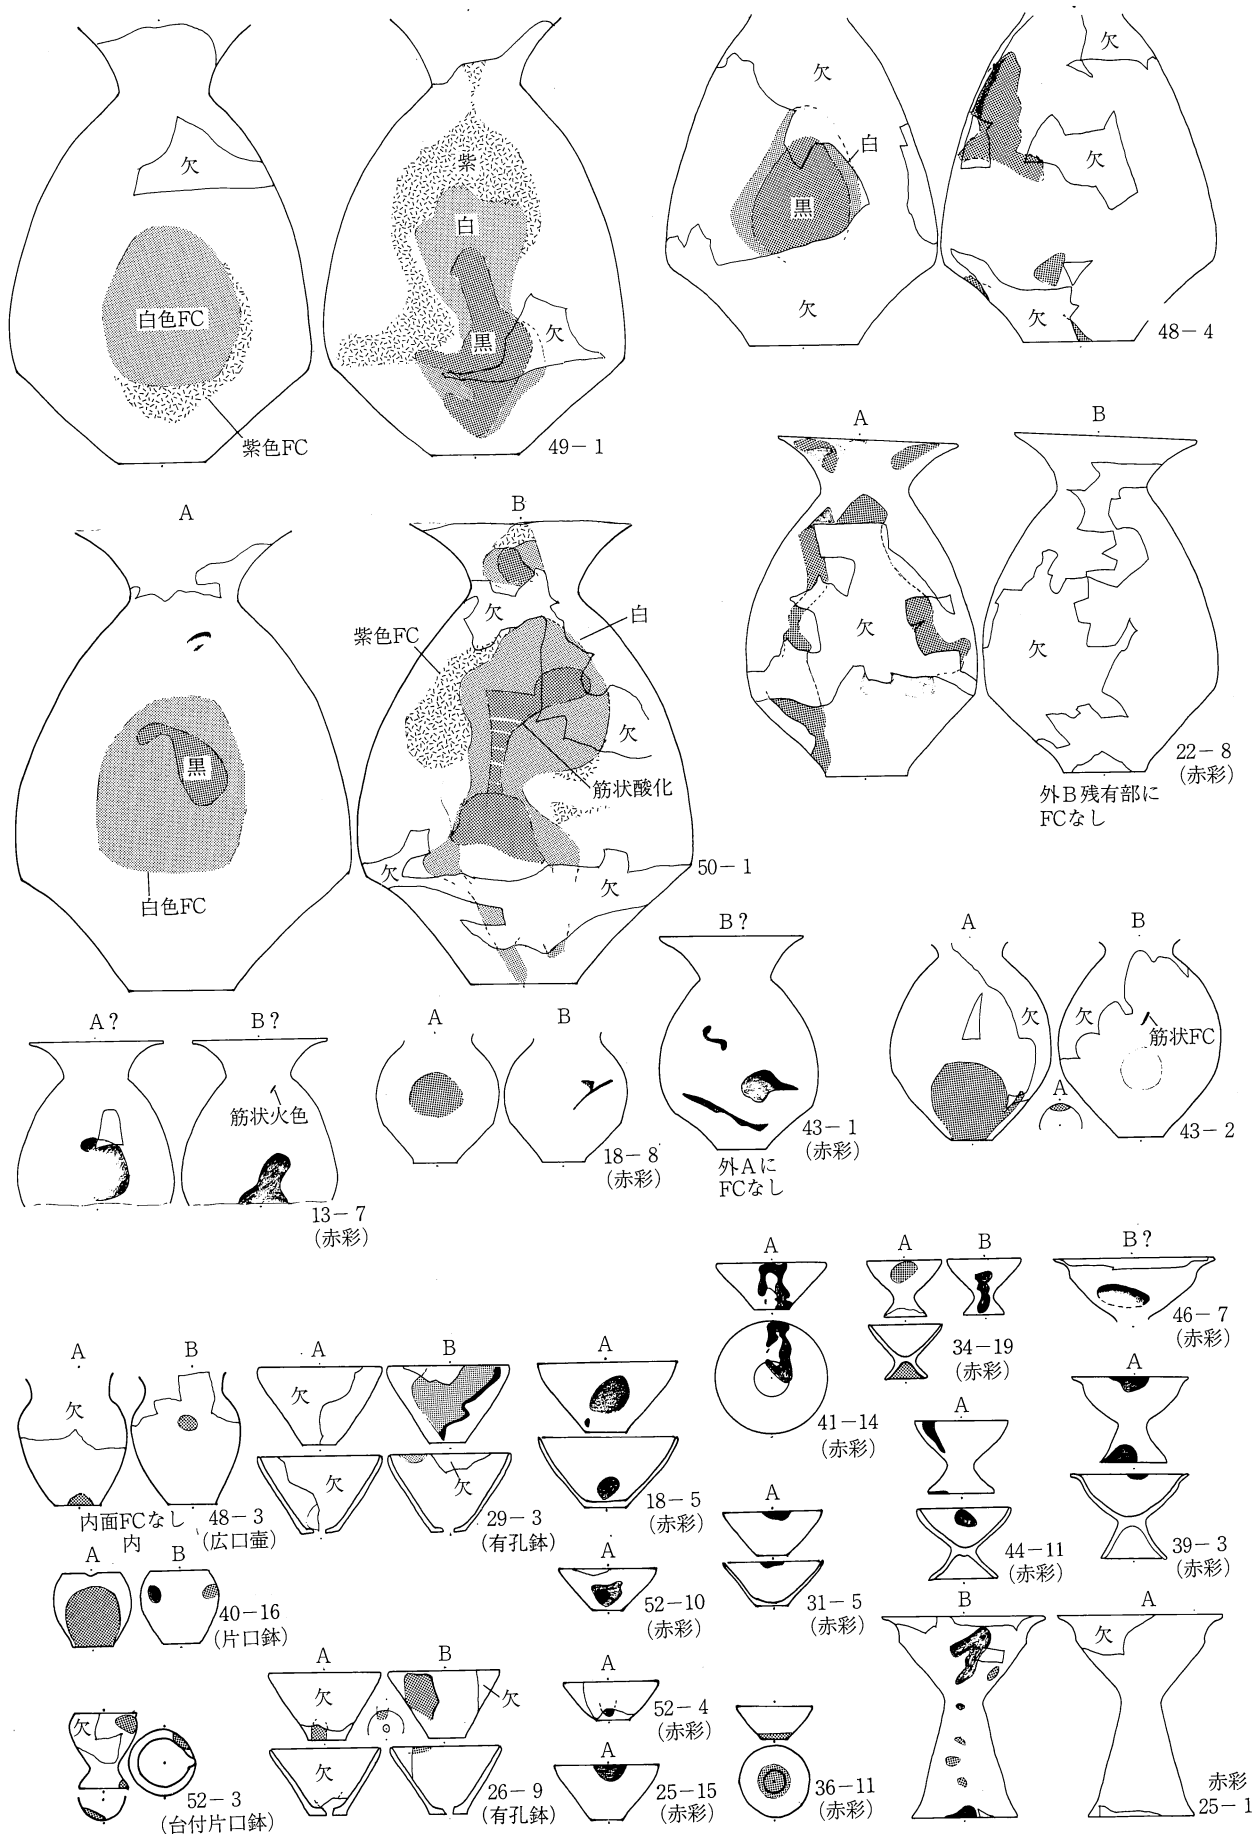 欠
白色FC
紫色FC
紫
白
黒
欠
49－1
欠
白
黒
欠
欠
欠
欠
48－4
A
黒
白色FC
B
欠
白
紫色FC
欠
筋状酸化
欠
欠
50－1
A
欠
B
欠
22－8
(赤彩)
外B残有部に
FCなし
A?
B?
筋状火色
13－7
(赤彩)
A
B
18－8
(赤彩)
B?
43－1
(赤彩)
外Aに
FCなし
A
欠
B
欠
筋状FC
A
43－2
A
欠
B
内面FCなし
48－3
(広口壷)
内
A
B
40－16
(片口鉢)
欠
52－3
(台付片口鉢)
A
欠
B
欠
欠
29－3
(有孔鉢)
A
欠
B
欠
欠
26－9
(有孔鉢)
A
18－5
(赤彩)
A
52－10
(赤彩)
A
52－4
(赤彩)
A
25－15
(赤彩)
A
41－14
(赤彩)
A
31－5
(赤彩)
36－11
(赤彩)
A
B
34－19
(赤彩)
B?
46－7
(赤彩)
A
44－11
(赤彩)
A
39－3
(赤彩)
B
A
欠
赤彩
25－1